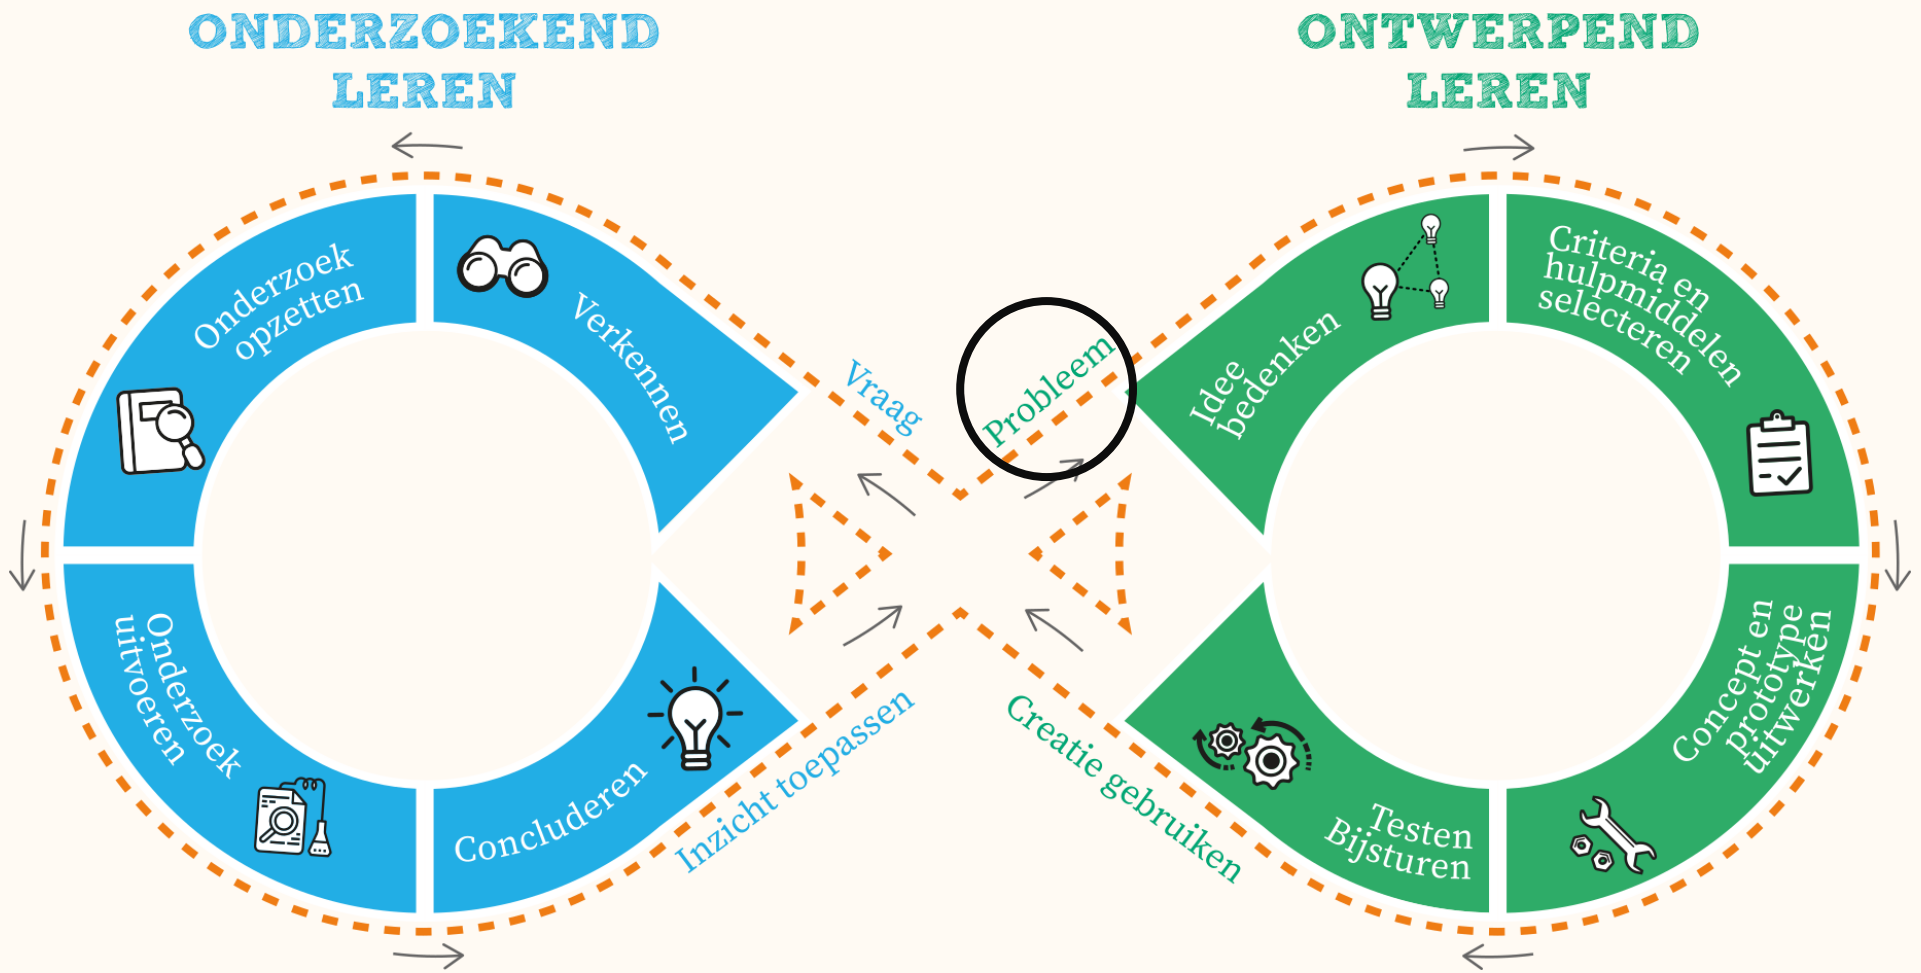 ONDERZOEKEND
LEREN
ONTWERPEND
LEREN
Verkennen
Onderzoek
opzetten
Onderzoek
uitvoeren
Concluderen
Vraag
Inzicht toepassen
Probleem
Idee
bedenken
Criteria en
hulpmiddelen
selecteren
Concept en
prototype
uitwerken
Testen
Bijsturen
Creatie gebruiken